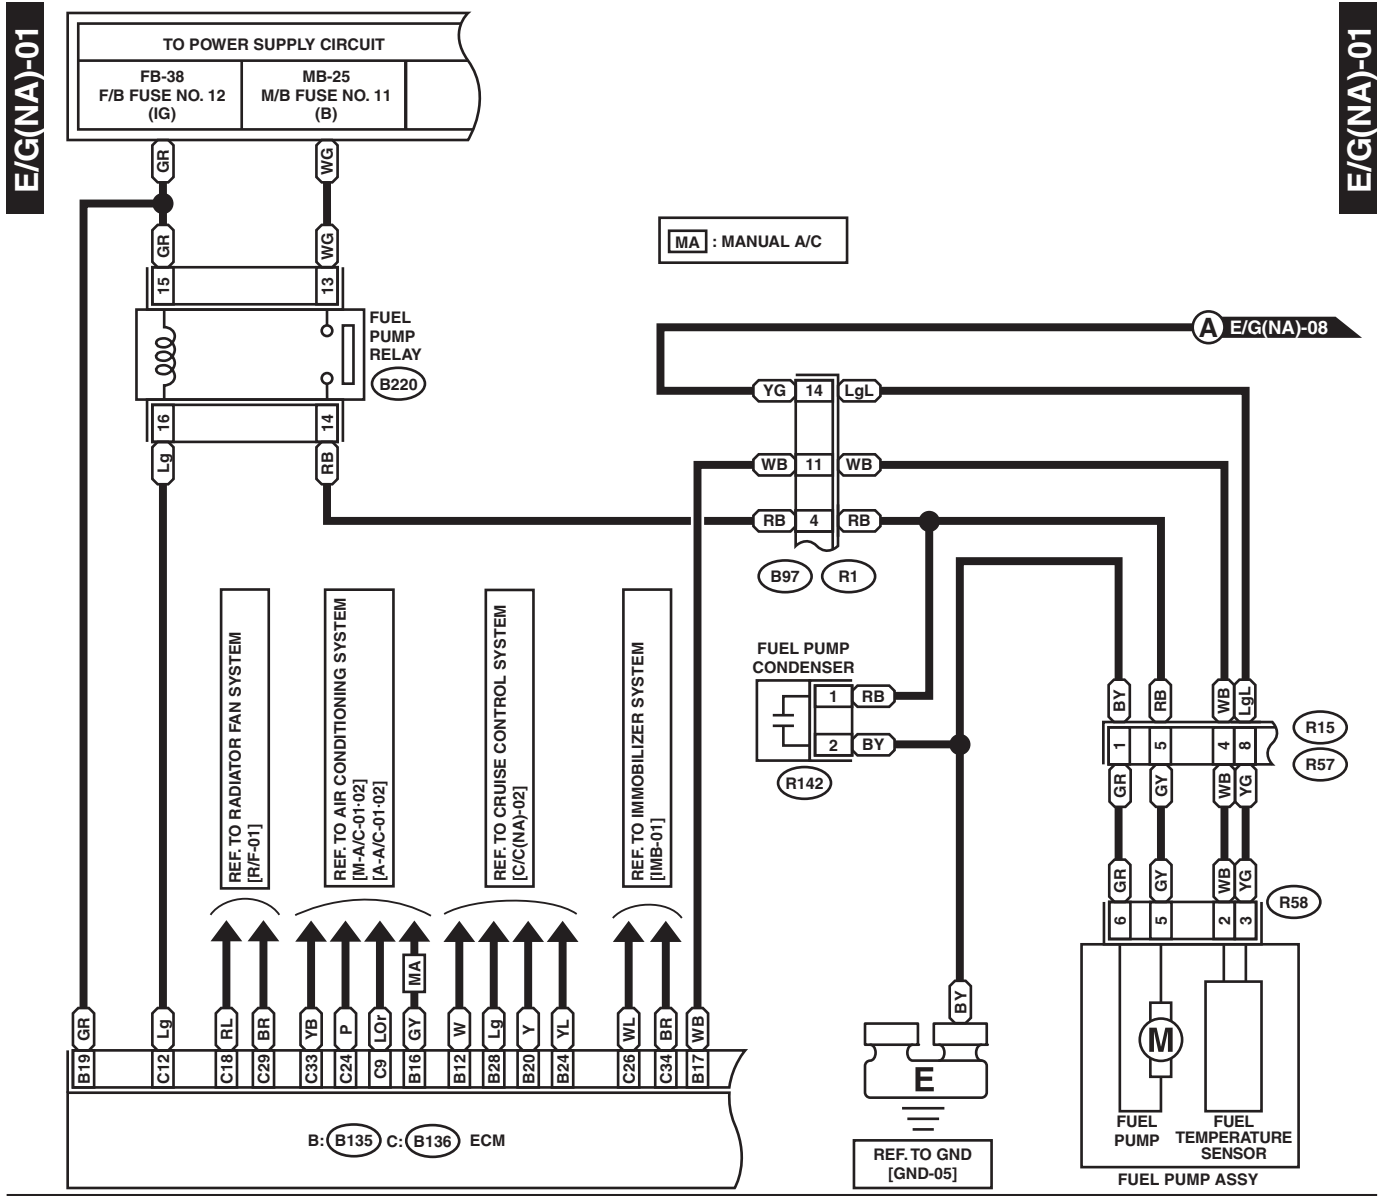 E/G(NA)-01
E/G(NA)-01
TO POWER SUPPLY CIRCUIT
FB-38
F/B FUSE NO. 12
(IG)
MB-25
M/B FUSE NO. 11
(B)
GR
WG
GR
WG
MA : MANUAL A/C
15
13
FUEL
PUMP
RELAY
B220
16
14
Lg
RB
A E/G(NA)-08
YG 14 LgL
WB 11 WB
RB 4 RB
B97 R1
FUEL PUMP
CONDENSER
1 RB
2 BY
R142
BY
RB
WB
LgL
1
5
4
8
R15
R57
GR
GY
WB
YG
GR
GY
WB
YG
R58
6
5
2
3
M
FUEL
PUMP
FUEL
TEMPERATURE
SENSOR
FUEL PUMP ASSY
REF. TO RADIATOR FAN SYSTEM
[R/F-01]
REF. TO AIR CONDITIONING SYSTEM
[M-A/C-01·02]
[A-A/C-01·02]
REF. TO CRUISE CONTROL SYSTEM
[C/C(NA)-02]
REF. TO IMMOBILIZER SYSTEM
[IMB-01]
MA
GR
Lg
RL
BR
YB
P
LOr
GY
W
Lg
Y
YL
WL
BR
WB
B19
C12
C18
C29
C33
C24
C9
B16
B12
B28
B20
B24
C26
C34
B17
B: B135 C: B136 ECM
BY
E
REF. TO GND
[GND-05]